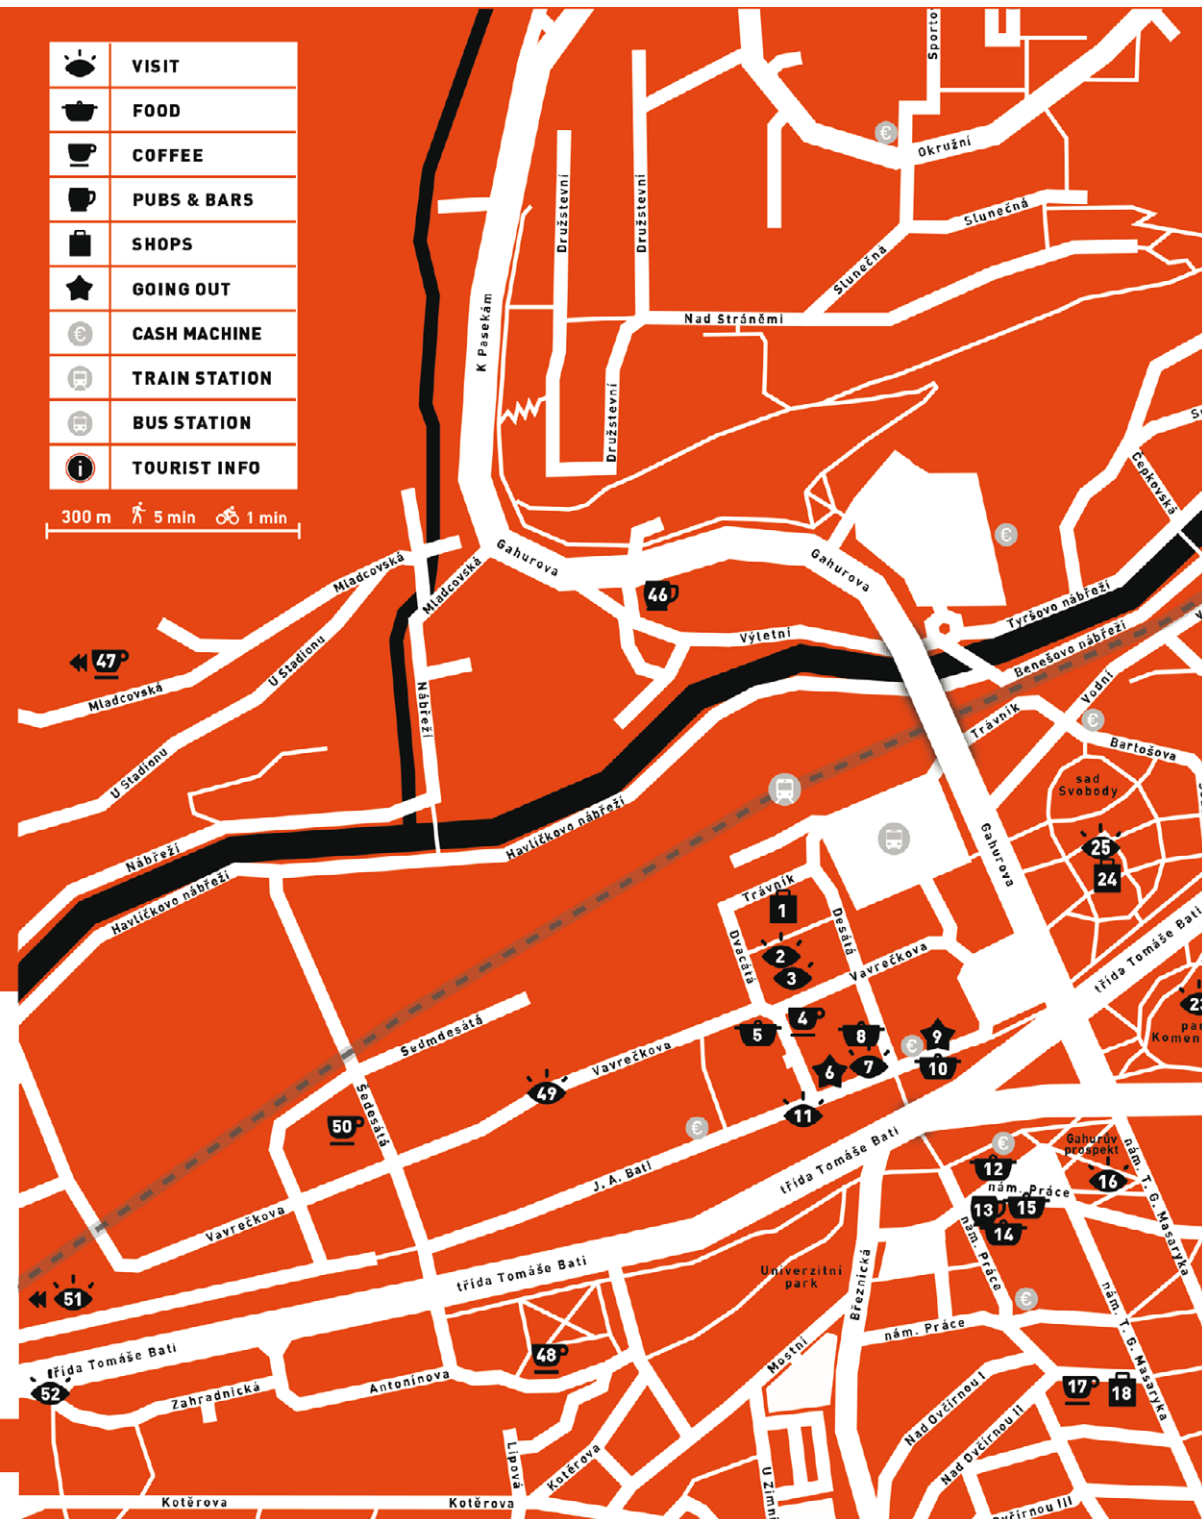 VISIT
FOOD
COFFEE
PUBS & BARS
SHOPS
GOING OUT
€
CASH MACHINE
TRAIN STATION
BUS STATION
i
TOURIST INFO
300 m
5 min
1 min
Okružní
€
Družstevní
Družstevní
Slunečná
Slunečná
K Pasekám
Nad Stráněmi
Družstevní
Čepkovská
€
Gahurova
Gahurova
Mladcovská
Mladcovská
46
Tyršovo nábřeží
Výletní
Benešovo nábřeží
47
U Stadionu
Mladcovská
Nábřeží
Vodní
Trávník
€
Bartošova
U Stadionu
sad
Svobody
Havlíčkovo nábřeží
Gahurova
25
24
Nábřeží
Havlíčkovo nábřeží
Trávník
1
Dvacátá
Desátá
2
3
Vavrečkova
třída Tomáše Bati
4
5
8
9
€
10
7
6
11
Sedmdesátá
Vavrečkova
49
50
Šedesátá
€
J. A. Bati
třída Tomáše Bati
€
Gahurův
prospekt
12
16
nám. Práce
13
15
14
nám. T. G. Masaryka
nám. Práce
Vavrečkova
51
třída Tomáše Bati
Univerzitní
park
Březnická
€
nám. Práce
nám. T. G. Masaryka
48
Mostní
52
Zahradnická
Antonínova
17
18
Nad Ovčírnou I
Nad Ovčírnou II
Lipová
Kotěrova
Kotěrova
Kotěrova